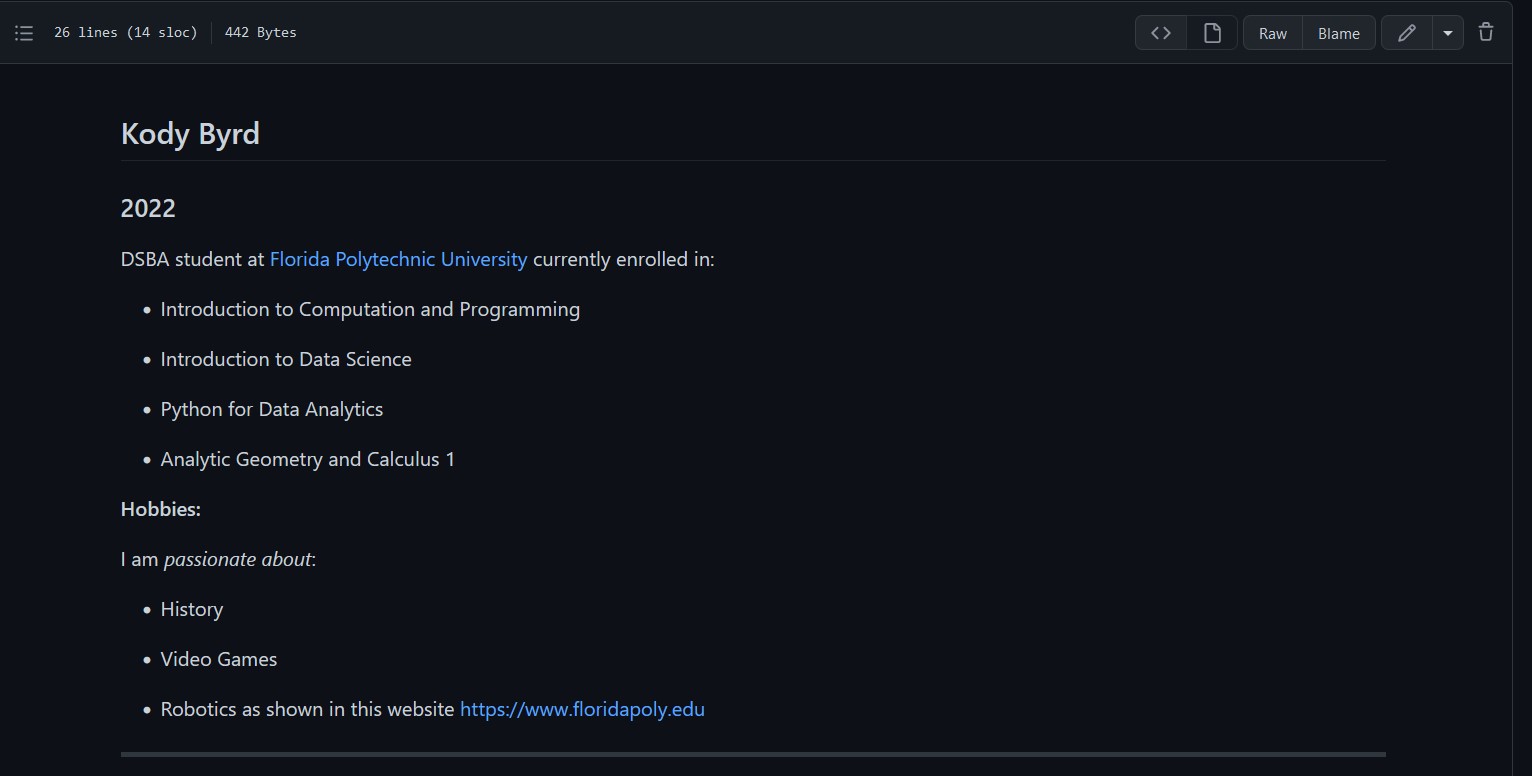 26 lines (14 sloc) 442 Bytes Raw Blame
Kody Byrd
2022
DSBA student at Florida Polytechnic University currently enrolled in:
• Introduction to Computation and Programming
• Introduction to Data Science
• Python for Data Analytics
• Analytic Geometry and Calculus 1
Hobbies:
I am passionate about:
• History
• Video Games
• Robotics as shown in this website https://www.floridapoly.edu